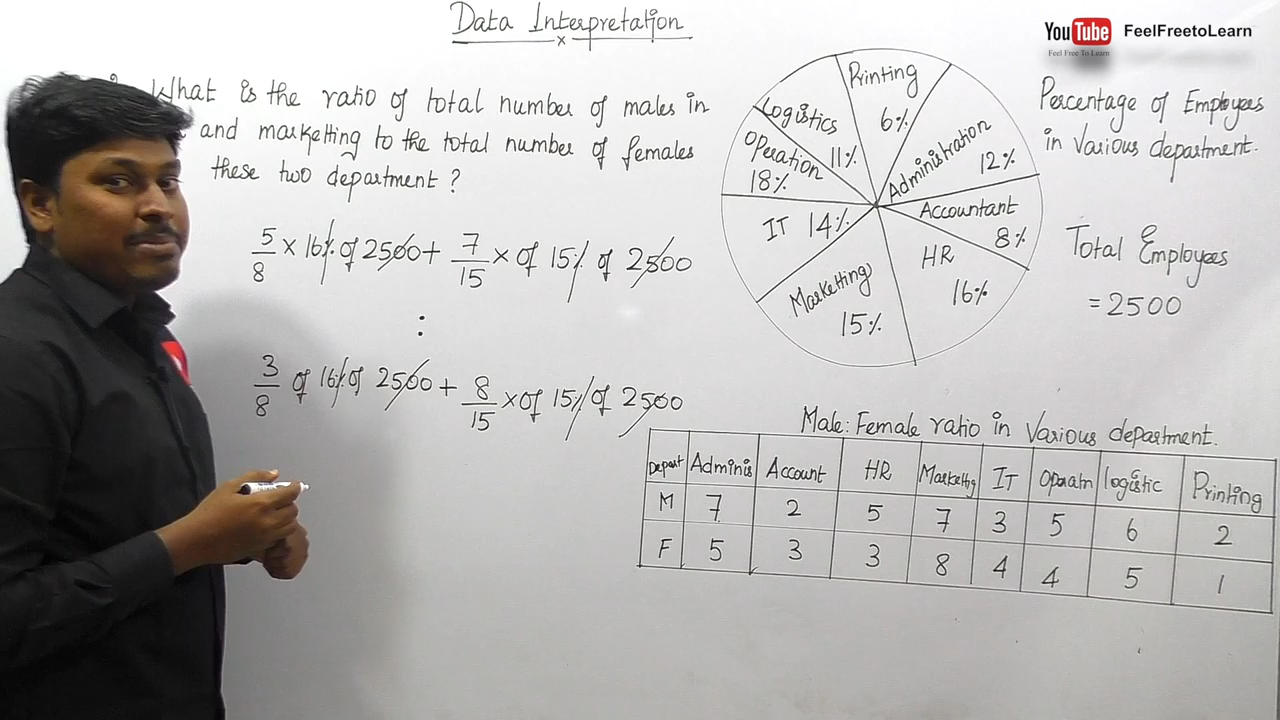 Data Interpretation
What is the ratio of total number of males in
and marketting to the total number of females
these two department ?
5/8 × 16% of 2500 + 7/15 × of 15% of 2500
:
3/8 of 16% of 2500 + 8/15 × of 15% of 2500
Printing
6%
Logistics
11%
Administration
12%
Operation
18%
Accountant
8%
IT 14%
HR
16%
Marketting
15%
YouTube FeelFreetoLearn
Feel Free To Learn
Percentage of Employees
in Various department.
Total Employees
= 2500
Male: Female ratio in Various department.
Depart Adminis Account HR Marketting IT Operatn logistic Printing
M 7 2 5 7 3 5 6 2
F 5 3 3 8 4 4 5 1